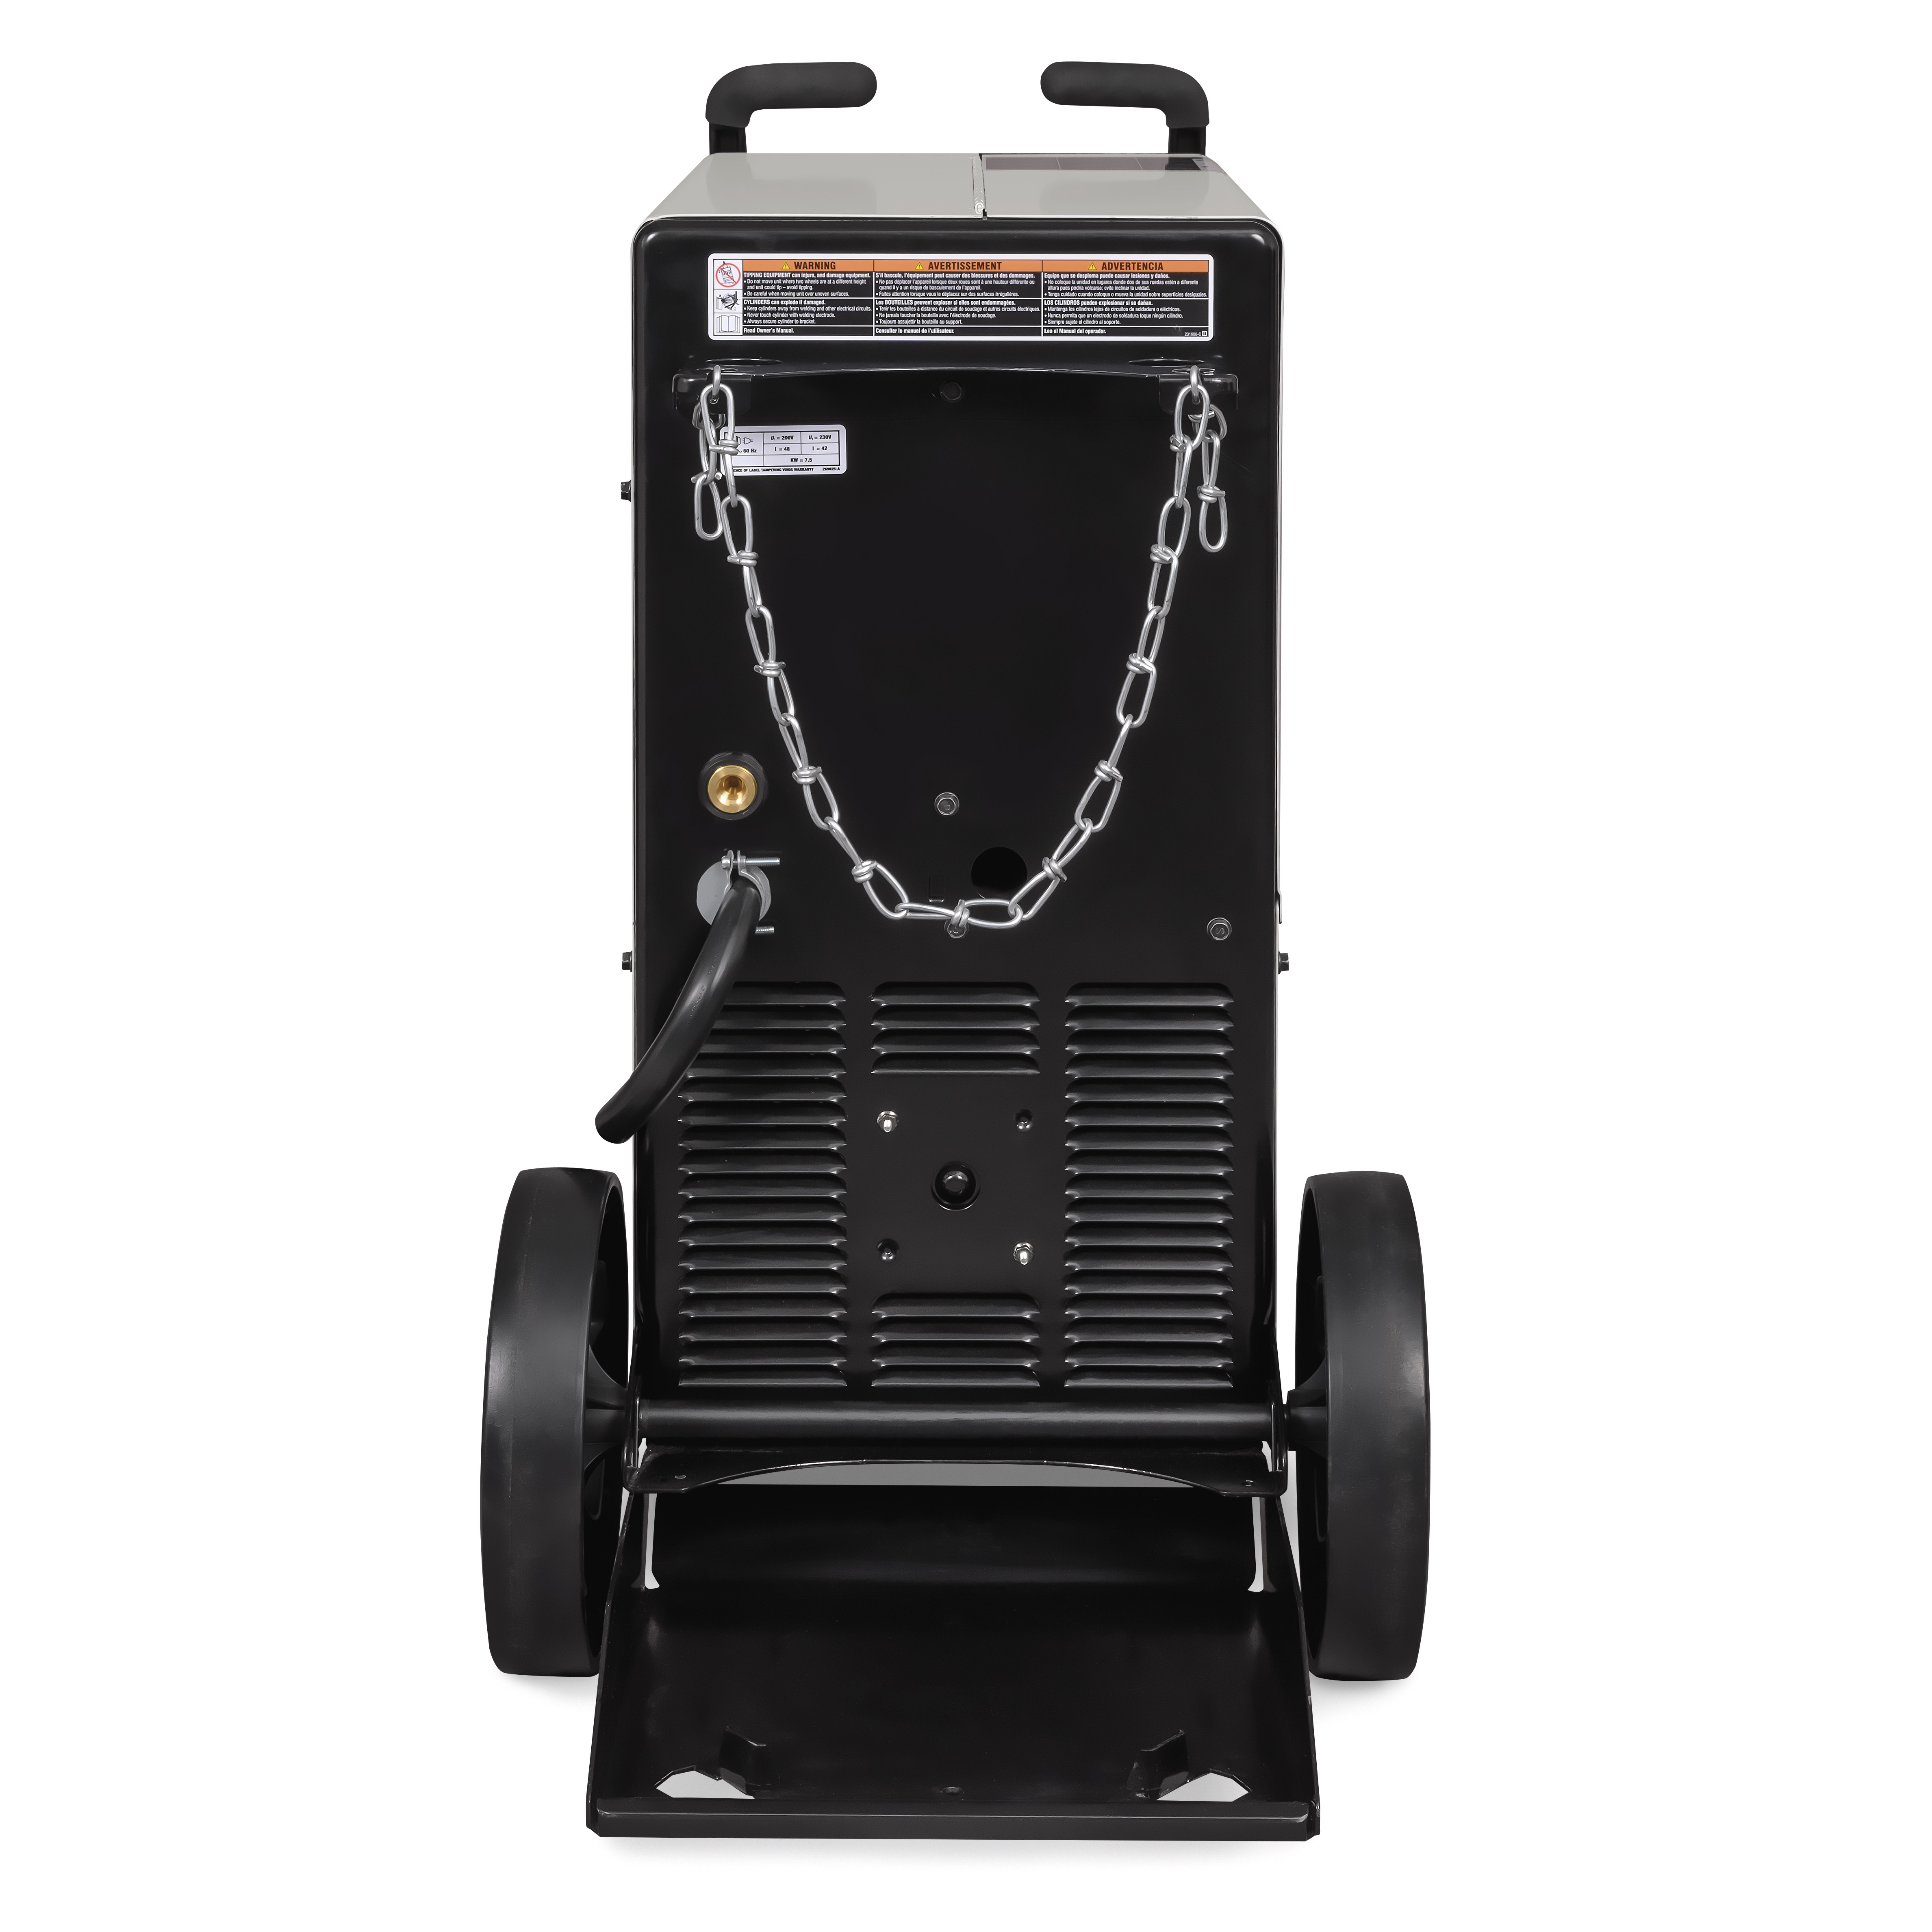 WARNING
TIPPING EQUIPMENT can injure, and damage equipment.
• Do not move unit where two wheels are at a different height
and unit could tip – avoid tipping.
• Be careful when moving unit over uneven surfaces.
CYLINDERS can explode if damaged.
• Keep cylinders away from welding and other electrical circuits.
• Never touch cylinder with welding electrode.
• Always secure cylinder to bracket.
Read Owner's Manual.
AVERTISSEMENT
S'il bascule, l'équipement peut causer des blessures et des dommages.
• Ne pas déplacer l'appareil lorsque deux roues sont à une hauteur différente ou
quand il y a un risque de basculement de l'appareil.
• Faites attention lorsque vous le déplacez sur des surfaces irrégulières.
Les BOUTEILLES peuvent exploser si elles sont endommagées.
• Tenir les bouteilles à distance du circuit de soudage et autres circuits électriques.
• Ne jamais toucher la bouteille avec l'électrode de soudage.
• Toujours assujettir la bouteille au support.
Consulter le manuel de l'utilisateur.
ADVERTENCIA
Equipo que se desploma puede causar lesiones y daños.
• No coloque la unidad en lugares donde dos de sus ruedas estén a diferente
altura pues podría volcarse, evite inclinar la unidad.
• Tenga cuidado cuando coloque o mueva la unidad sobre superficies desiguales.
LOS CILINDROS pueden explosionar si se dañan.
• Mantenga los cilindros lejos de circuitos de soldadura o eléctricos.
• Nunca permita que un electrodo de soldadura toque ningún cilindro.
• Siempre sujete el cilindro al soporte.
Lea el Manual del operador.
U₁ = 200V U₁ = 230V
60 Hz I = 48 I = 42
KW = 7.5
ENCE OF LABEL TAMPERING VOIDS WARRANTY